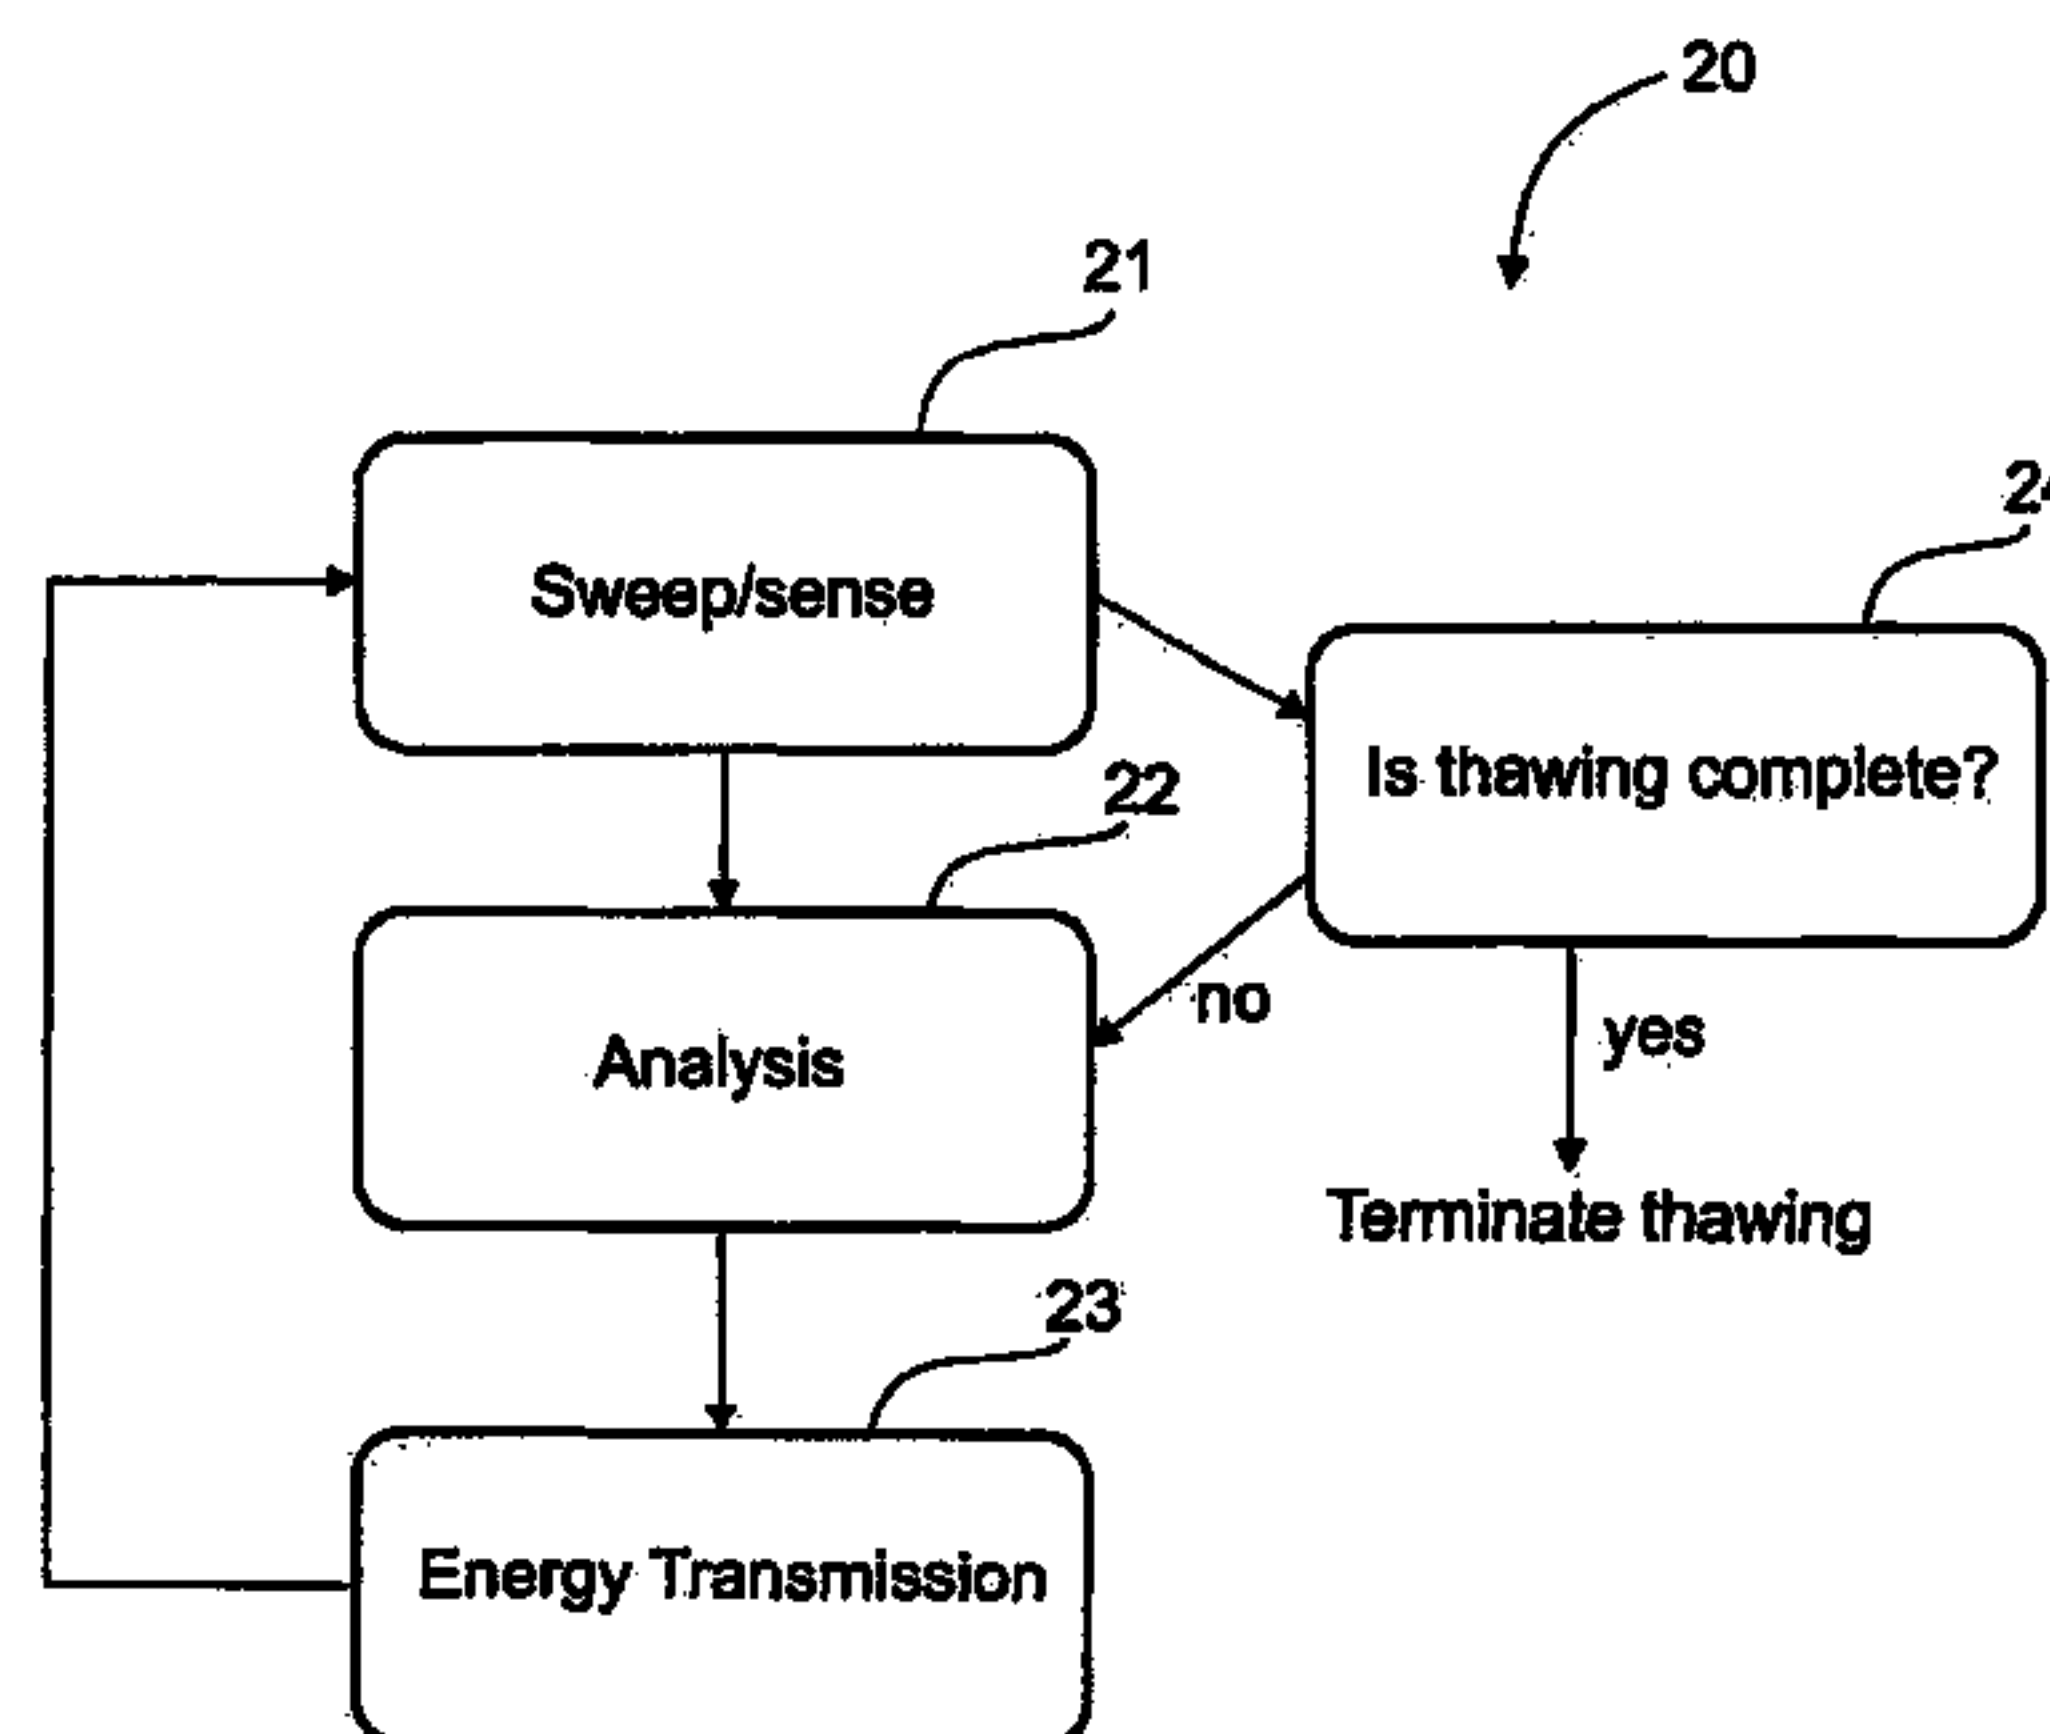 20
21
Sweep/sense
Is thawing complete?
22
no
yes
Analysis
Terminate thawing
23
Energy Transmission